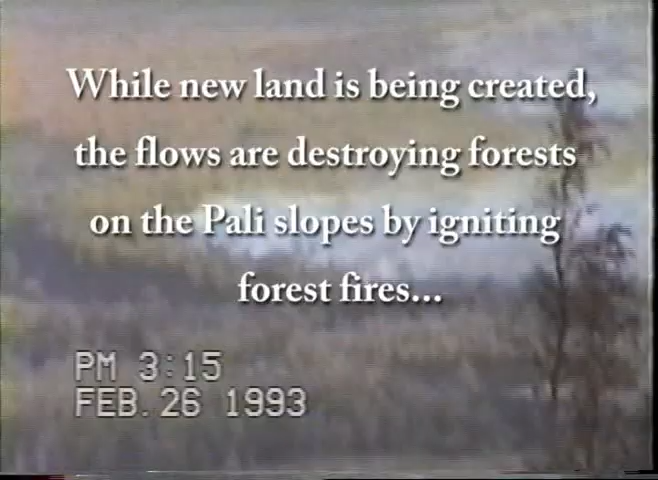 While new land is being created,
the flows are destroying forests
on the Pali slopes by igniting
forest fires...
PM 3:15
FEB. 26 1993